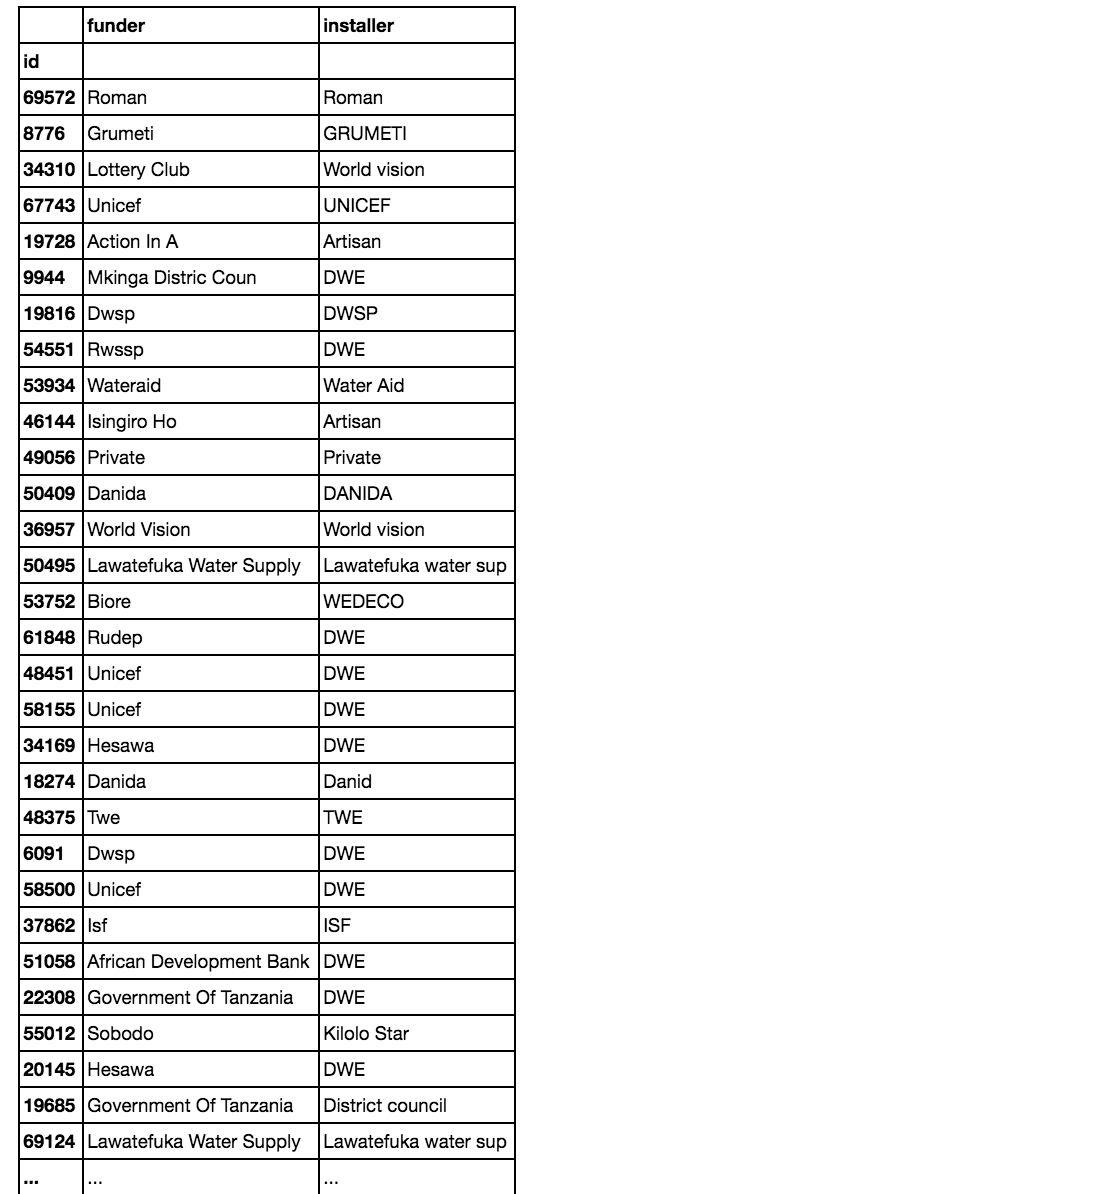 funder installer
id
69572 Roman Roman
8776 Grumeti GRUMETI
34310 Lottery Club World vision
67743 Unicef UNICEF
19728 Action In A Artisan
9944 Mkinga Distric Coun DWE
19816 Dwsp DWSP
54551 Rwssp DWE
53934 Wateraid Water Aid
46144 Isingiro Ho Artisan
49056 Private Private
50409 Danida DANIDA
36957 World Vision World vision
50495 Lawatefuka Water Supply Lawatefuka water sup
53752 Biore WEDECO
61848 Rudep DWE
48451 Unicef DWE
58155 Unicef DWE
34169 Hesawa DWE
18274 Danida Danid
48375 Twe TWE
6091 Dwsp DWE
58500 Unicef DWE
37862 Isf ISF
51058 African Development Bank DWE
22308 Government Of Tanzania DWE
55012 Sobodo Kilolo Star
20145 Hesawa DWE
19685 Government Of Tanzania District council
69124 Lawatefuka Water Supply Lawatefuka water sup
... ... ...